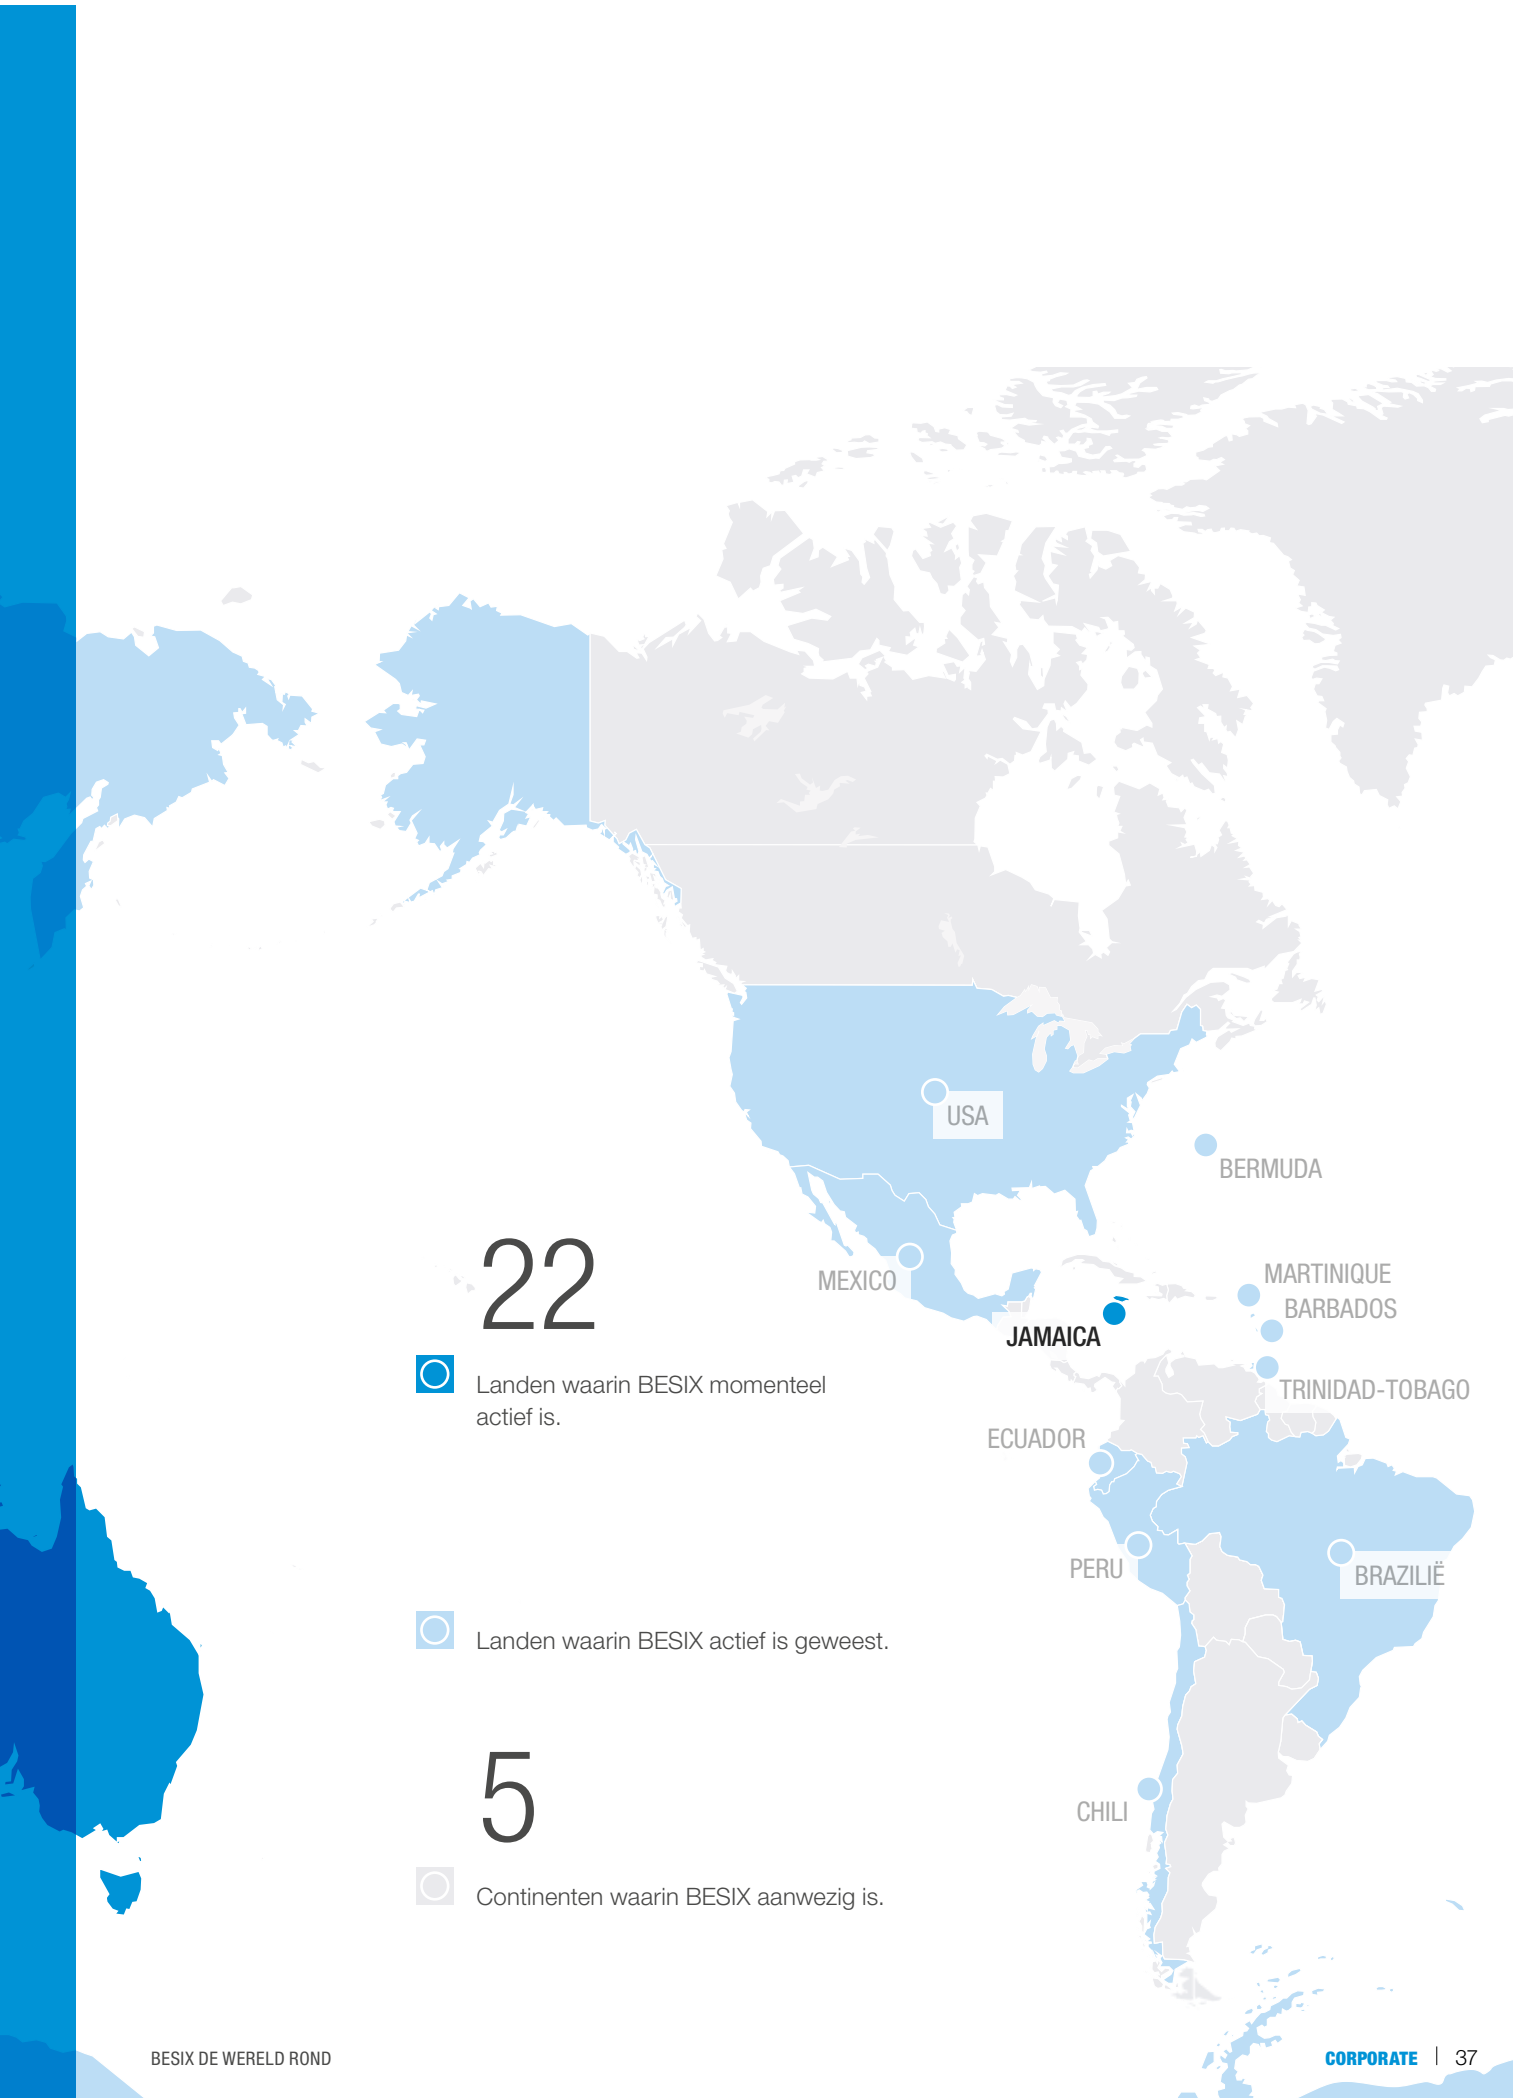 USA
BERMUDA
MEXICO
MARTINIQUE
BARBADOS
JAMAICA
TRINIDAD-TOBAGO
ECUADOR
PERU
BRAZILIË
CHILI
22
Landen waarin BESIX momenteel
actief is.
Landen waarin BESIX actief is geweest.
5
Continenten waarin BESIX aanwezig is.
BESIX DE WERELD ROND
CORPORATE | 37